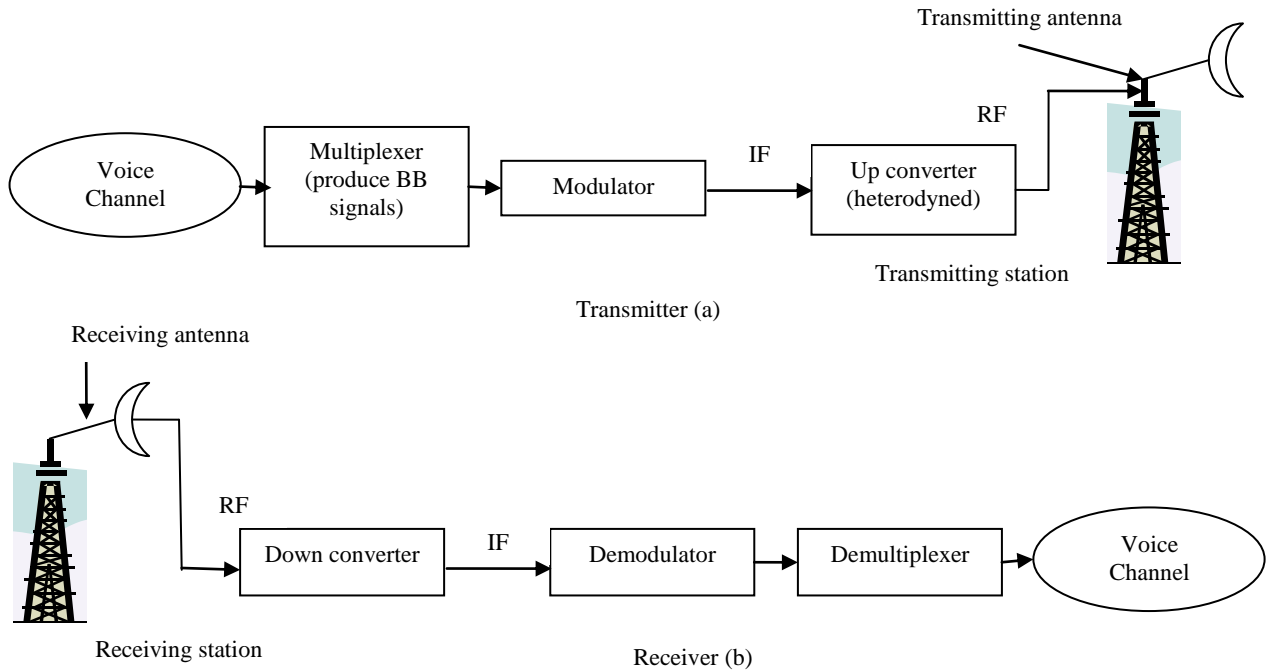 Transmitting antenna
RF
Voice
Channel
Multiplexer
(produce BB
signals)
Modulator
IF
Up converter
(heterodyned)
Transmitting station
Transmitter (a)
Receiving antenna
RF
Down converter
IF
Demodulator
Demultiplexer
Voice
Channel
Receiving station
Receiver (b)